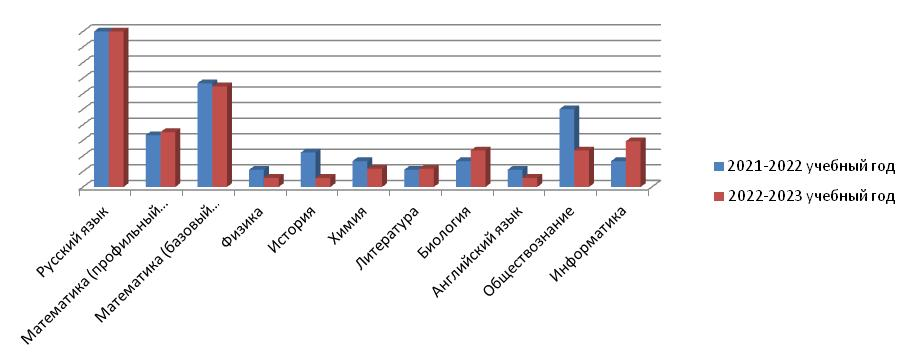 2021-2022 учебный год
2022-2023 учебный год
Русский язык
Математика (профильный...
Математика (базовый...
Физика
История
Химия
Литература
Биология
Английский язык
Обществознание
Информатика